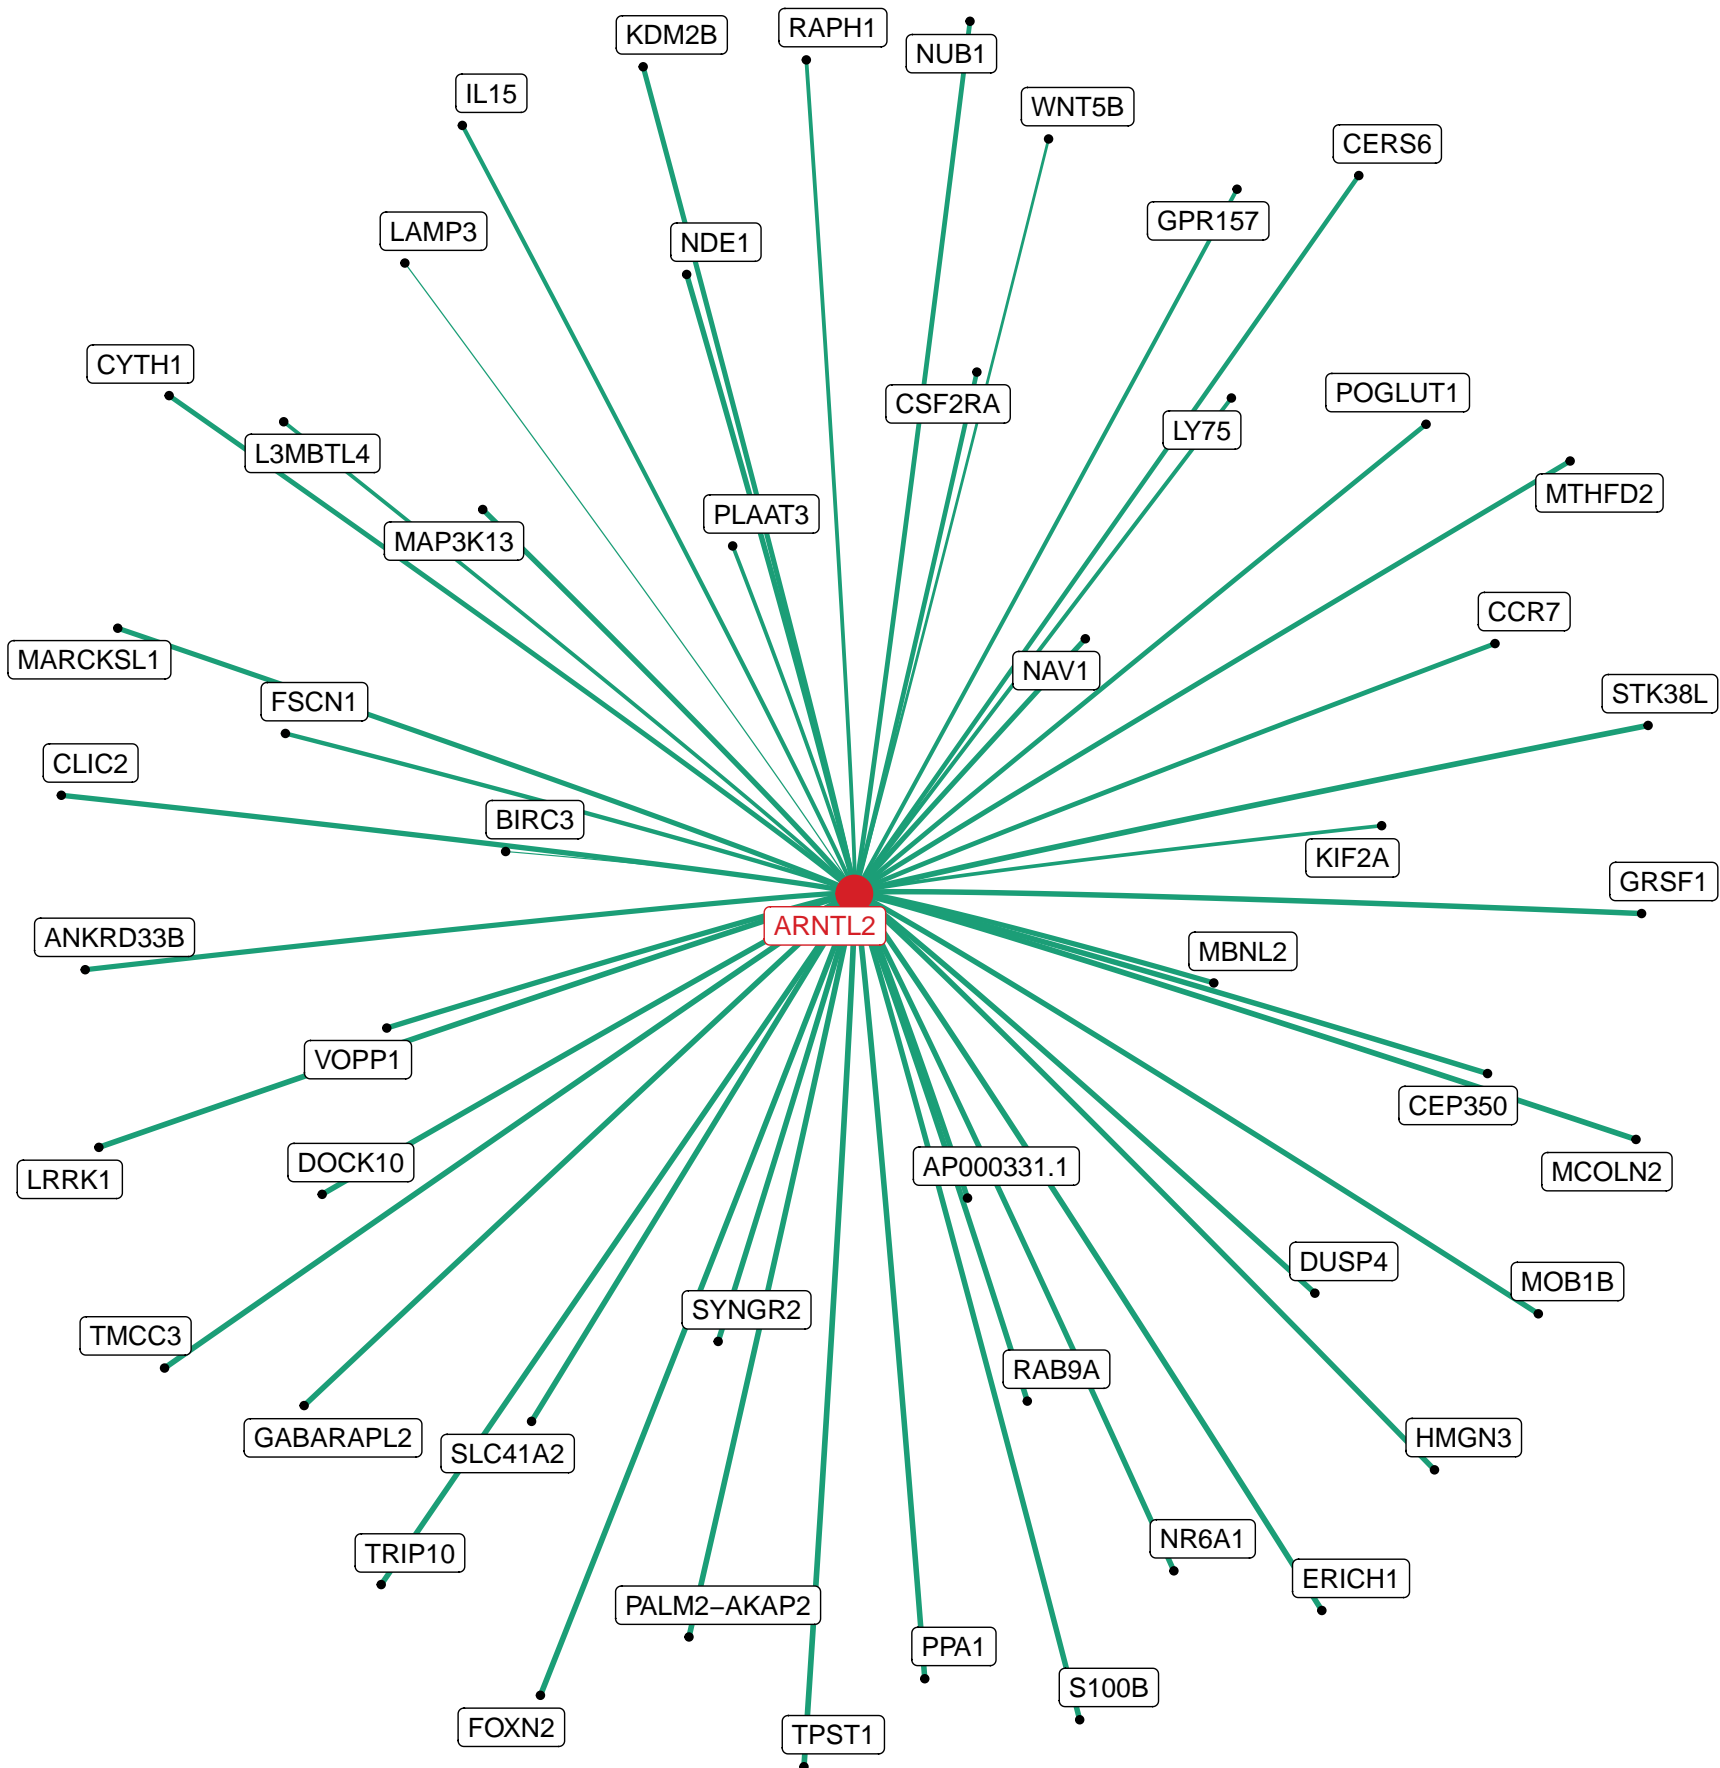 RAPH1
KDM2B
NUB1
IL15
WNT5B
CERS6
GPR157
LAMP3
NDE1
CYTH1
POGLUT1
CSF2RA
LY75
L3MBTL4
MTHFD2
PLAAT3
MAP3K13
CCR7
MARCKSL1
NAV1
STK38L
FSCN1
CLIC2
BIRC3
KIF2A
GRSF1
ARNTL2
ANKRD33B
MBNL2
VOPP1
CEP350
DOCK10
AP000331.1
MCOLN2
LRRK1
DUSP4
MOB1B
SYNGR2
TMCC3
RAB9A
GABARAPL2
HMGN3
SLC41A2
NR6A1
TRIP10
ERICH1
PALM2−AKAP2
PPA1
S100B
FOXN2
TPST1